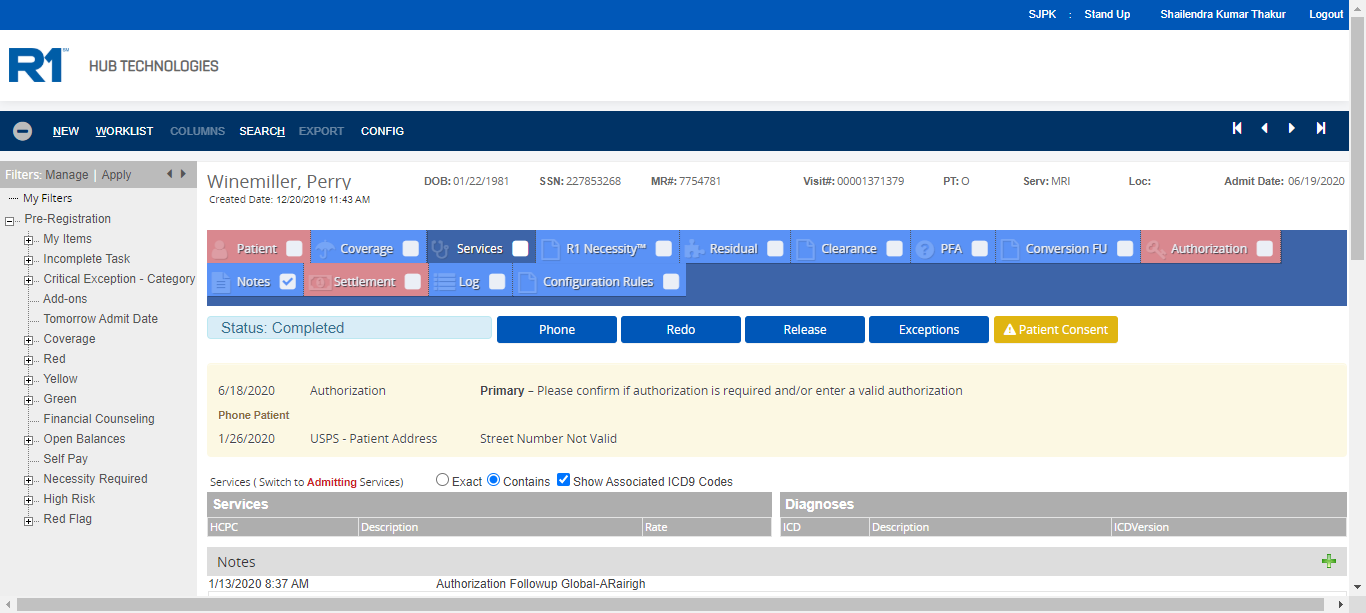 SJPK : Stand Up Shailendra Kumar Thakur Logout
R1 HUB TECHNOLOGIES
NEW WORKLIST COLUMNS SEARCH EXPORT CONFIG
Filters: Manage | Apply
My Filters
Pre-Registration
My Items
Incomplete Task
Critical Exception - Category
Add-ons
Tomorrow Admit Date
Coverage
Red
Yellow
Green
Financial Counseling
Open Balances
Self Pay
Necessity Required
High Risk
Red Flag
Winemiller, Perry DOB: 01/22/1981 SSN: 227853268 MR#: 7754781 Visit#: 00001371379 PT: O Serv: MRI Loc: Admit Date: 06/19/2020
Created Date: 12/20/2019 11:43 AM
Patient Coverage Services R1 Necessity™ Residual Clearance PFA Conversion FU Authorization
Notes Settlement Log Configuration Rules
Status: Completed Phone Redo Release Exceptions Patient Consent
6/18/2020 Authorization Primary – Please confirm if authorization is required and/or enter a valid authorization
Phone Patient
1/26/2020 USPS - Patient Address Street Number Not Valid
Services ( Switch to Admitting Services) Exact Contains Show Associated ICD9 Codes
Services Diagnoses
HCPC Description Rate ICD Description ICDVersion
Notes
1/13/2020 8:37 AM Authorization Followup Global-ARairigh